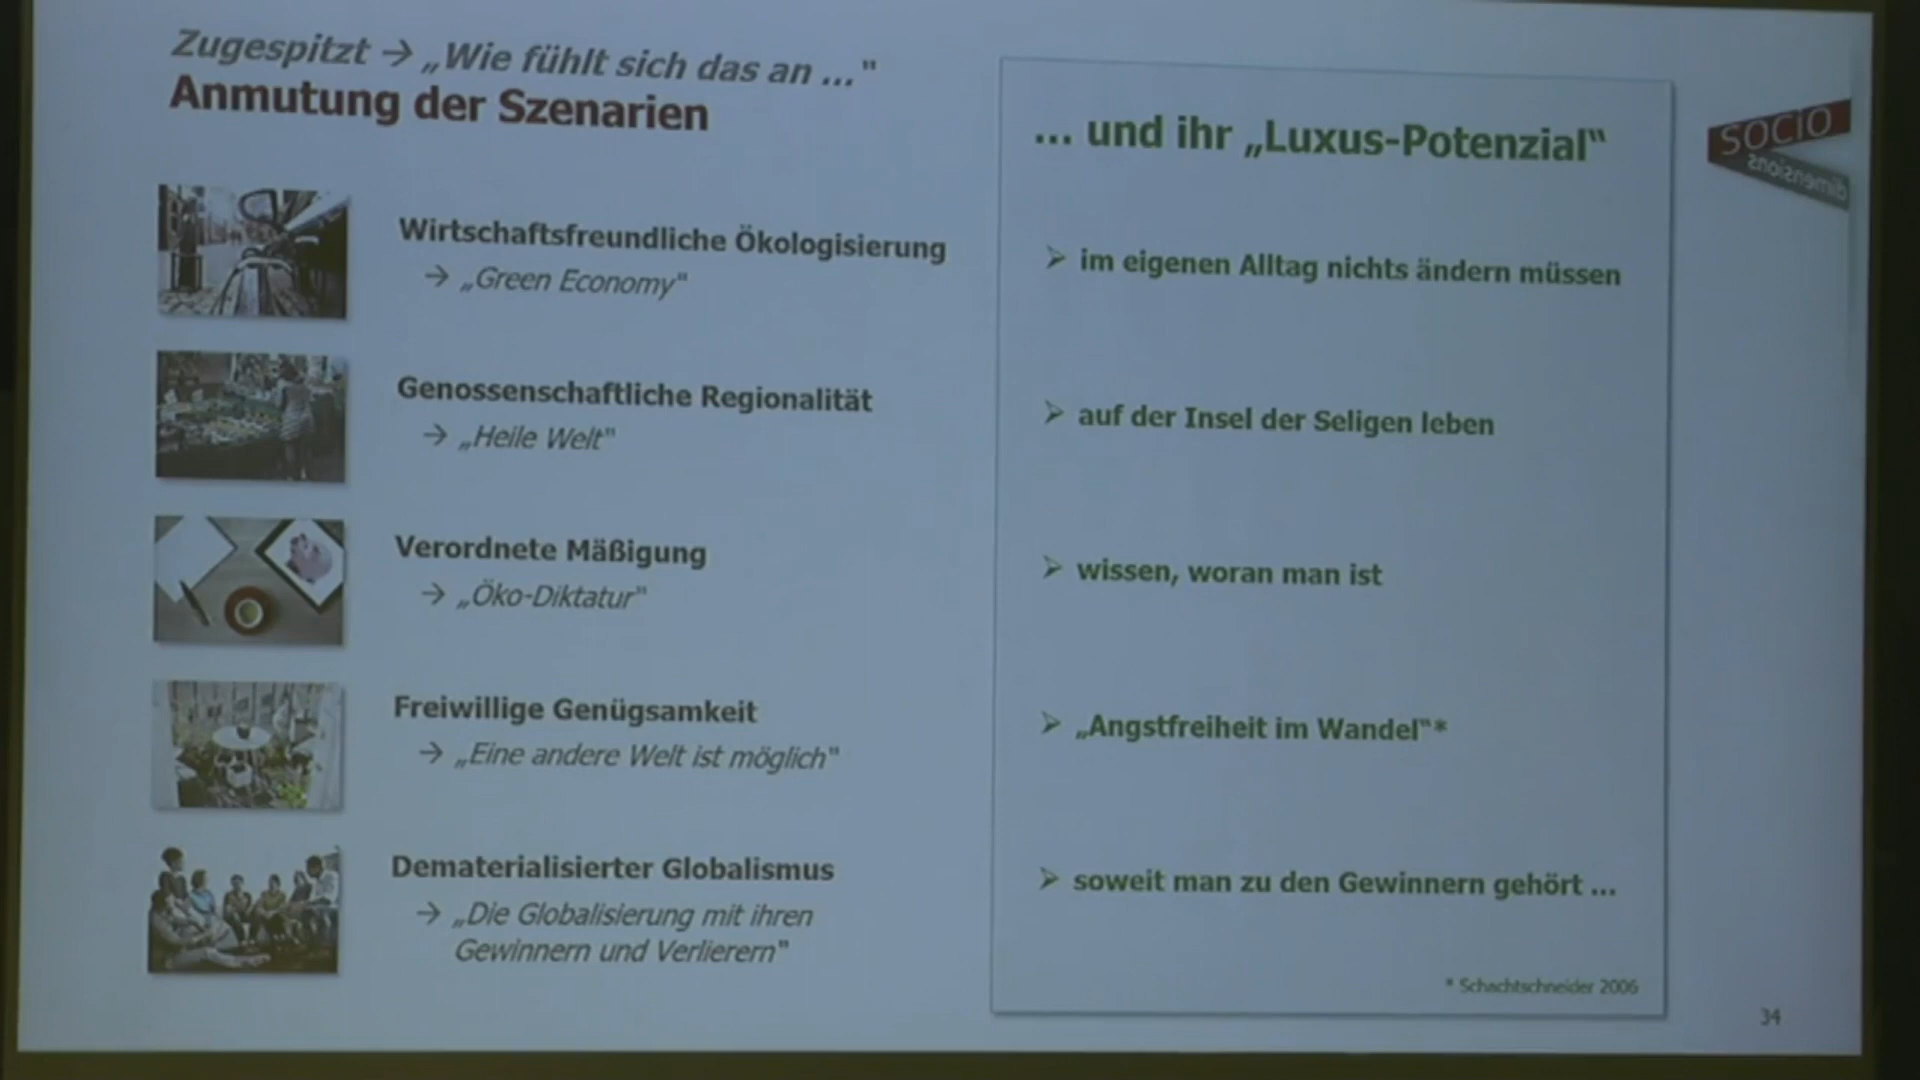 Zugespitzt → „Wie fühlt sich das an ..."
Anmutung der Szenarien
Wirtschaftsfreundliche Ökologisierung
→ „Green Economy"
Genossenschaftliche Regionalität
→ „Heile Welt"
Verordnete Mäßigung
→ „Öko-Diktatur"
Freiwillige Genügsamkeit
→ „Eine andere Welt ist möglich"
Dematerialisierter Globalismus
→ „Die Globalisierung mit ihren
Gewinnern und Verlierern"
... und ihr „Luxus-Potenzial“
➢ im eigenen Alltag nichts ändern müssen
➢ auf der Insel der Seligen leben
➢ wissen, woran man ist
➢ „Angstfreiheit im Wandel“*
➢ soweit man zu den Gewinnern gehört ...
* Schachtschneider 2006
SOCIO
dimensions
34